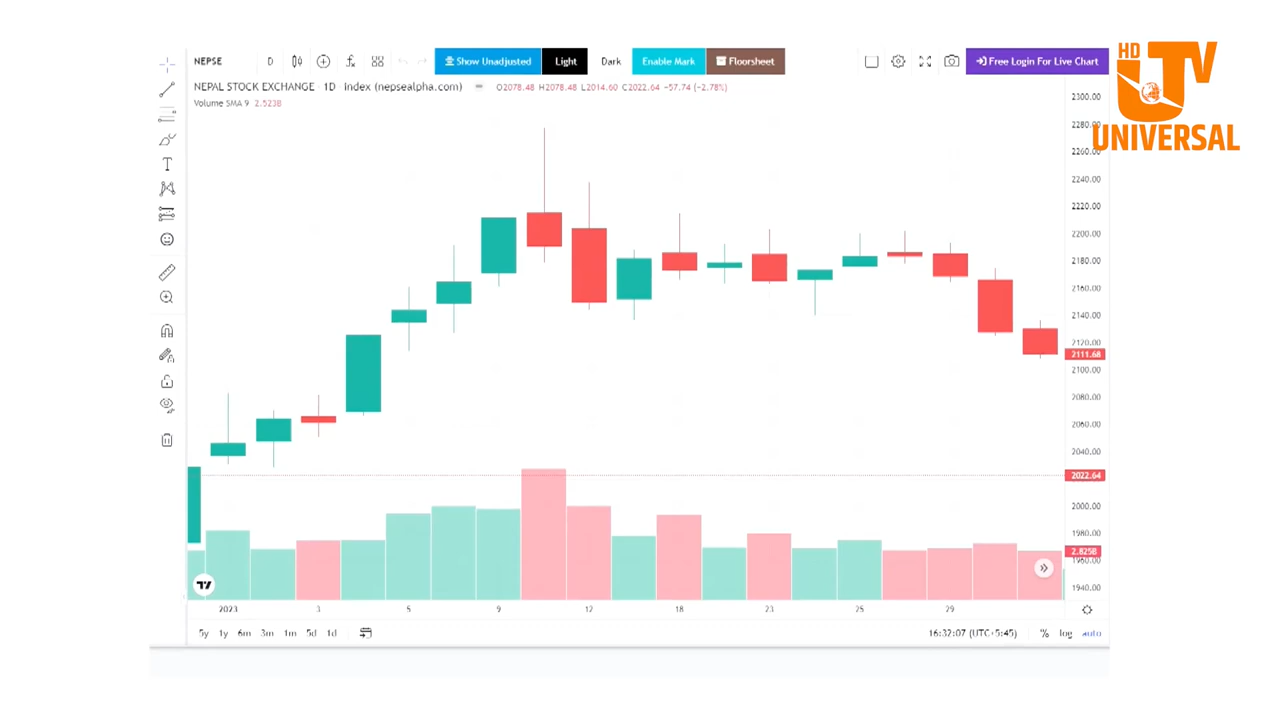 NEPSE D Show Unadjusted Light Dark Enable Mark Floorsheet Free Login For Live Chart
HD
UTV
UNIVERSAL
NEPAL STOCK EXCHANGE · 1D · Index (nepsealpha.com) O2078.48 H2078.48 L2014.60 C2022.64 −57.74 (−2.78%)
Volume SMA 9 2.523B
2300.00
2280.00
2260.00
2240.00
2220.00
2200.00
2180.00
2160.00
2140.00
2120.00
2111.68
2100.00
2080.00
2060.00
2040.00
2022.64
2000.00
1980.00
2.825B
1960.00
1940.00
2023 3 5 9 12 18 23 25 29
5y 1y 6m 3m 1m 5d 1d 16:32:07 (UTC+5:45) % log auto